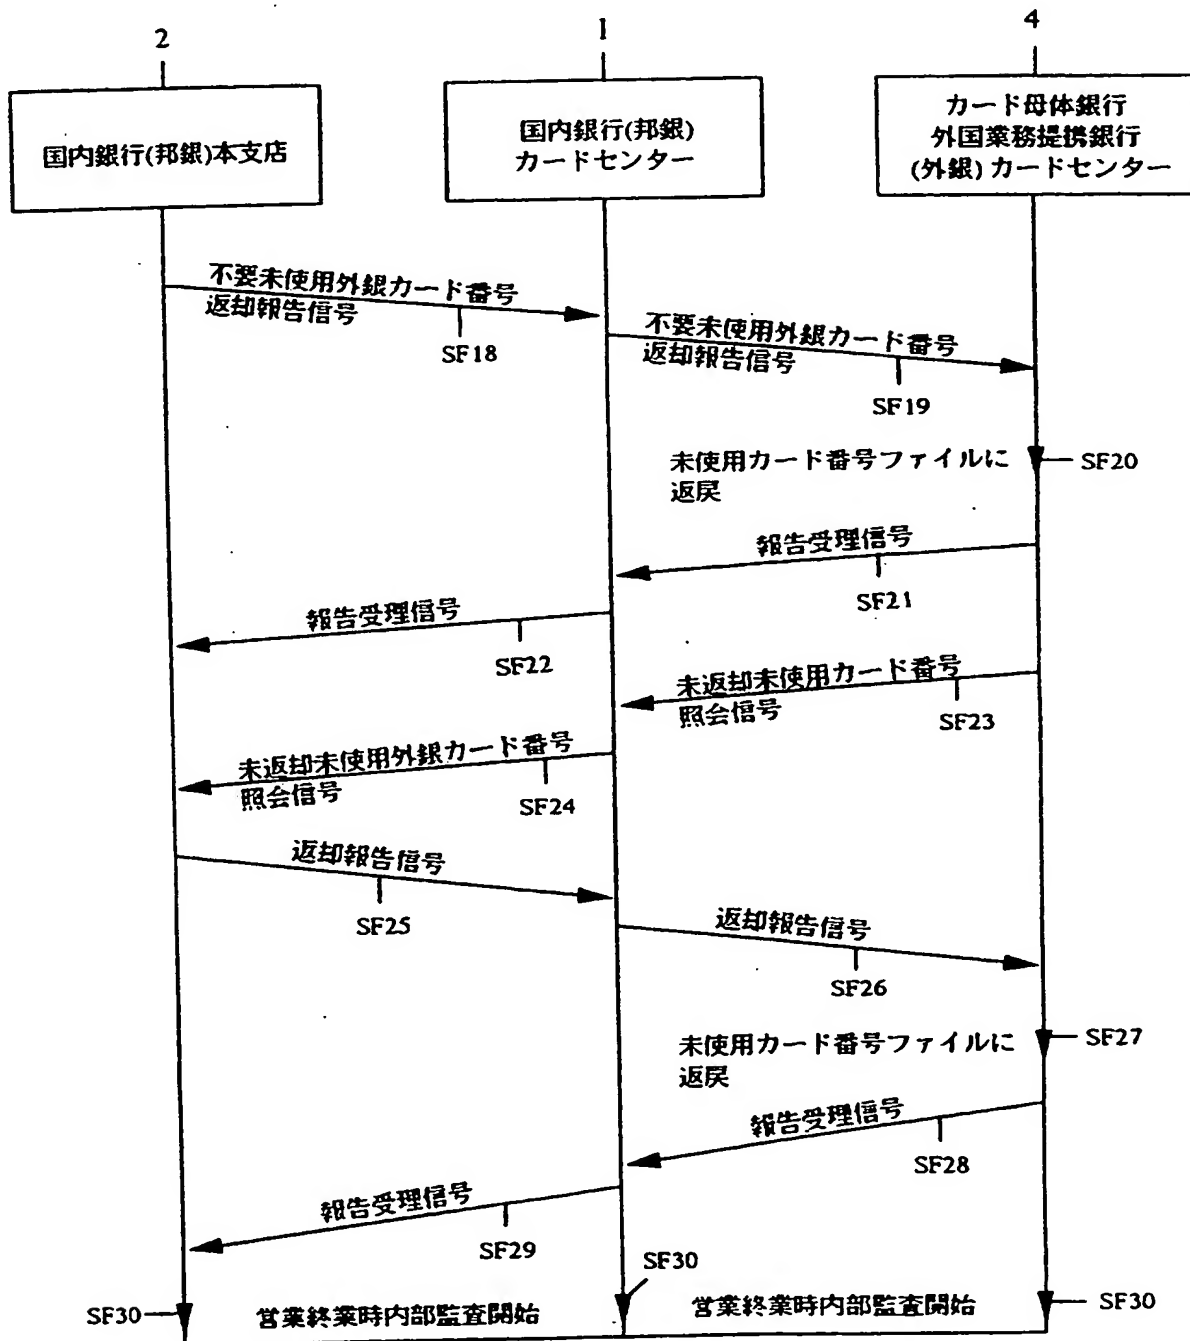 2
1
4
国内銀行(邦銀)本支店
国内銀行(邦銀)
カードセンター
カード母体銀行
外国業務提携銀行
(外銀)カードセンター
不要未使用外銀カード番号
返却報告信号
SF18
不要未使用外銀カード番号
返却報告信号
SF19
未使用カード番号ファイルに
返戻
SF20
報告受理信号
SF21
報告受理信号
SF22
未返却未使用カード番号
照会信号
SF23
未返却未使用外銀カード番号
照会信号
SF24
返却報告信号
SF25
返却報告信号
SF26
未使用カード番号ファイルに
返戻
SF27
報告受理信号
SF28
報告受理信号
SF29
SF30
SF30
営業終業時内部監査開始
営業終業時内部監査開始
SF30